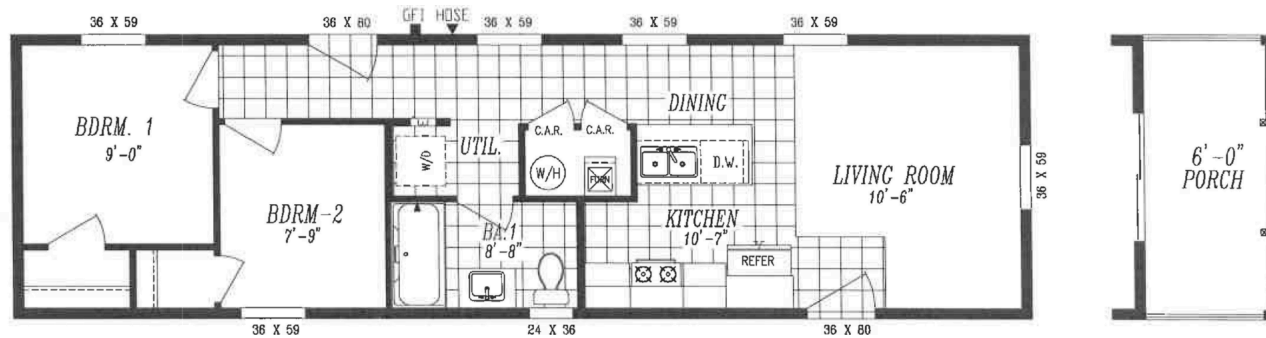 GFI HOSE
36 X 59
36 X 80
36 X 59
36 X 59
36 X 59
BDRM. 1
9'-0"
DINING
C.A.R.
C.A.R.
UTIL.
W/D
W/H
FURN
D.W.
LIVING ROOM
10'-6"
36 X 59
6'-0"
PORCH
BDRM-2
7'-9"
BA.1
8'-8"
KITCHEN
10'-7"
REFER
36 X 59
24 X 36
36 X 80